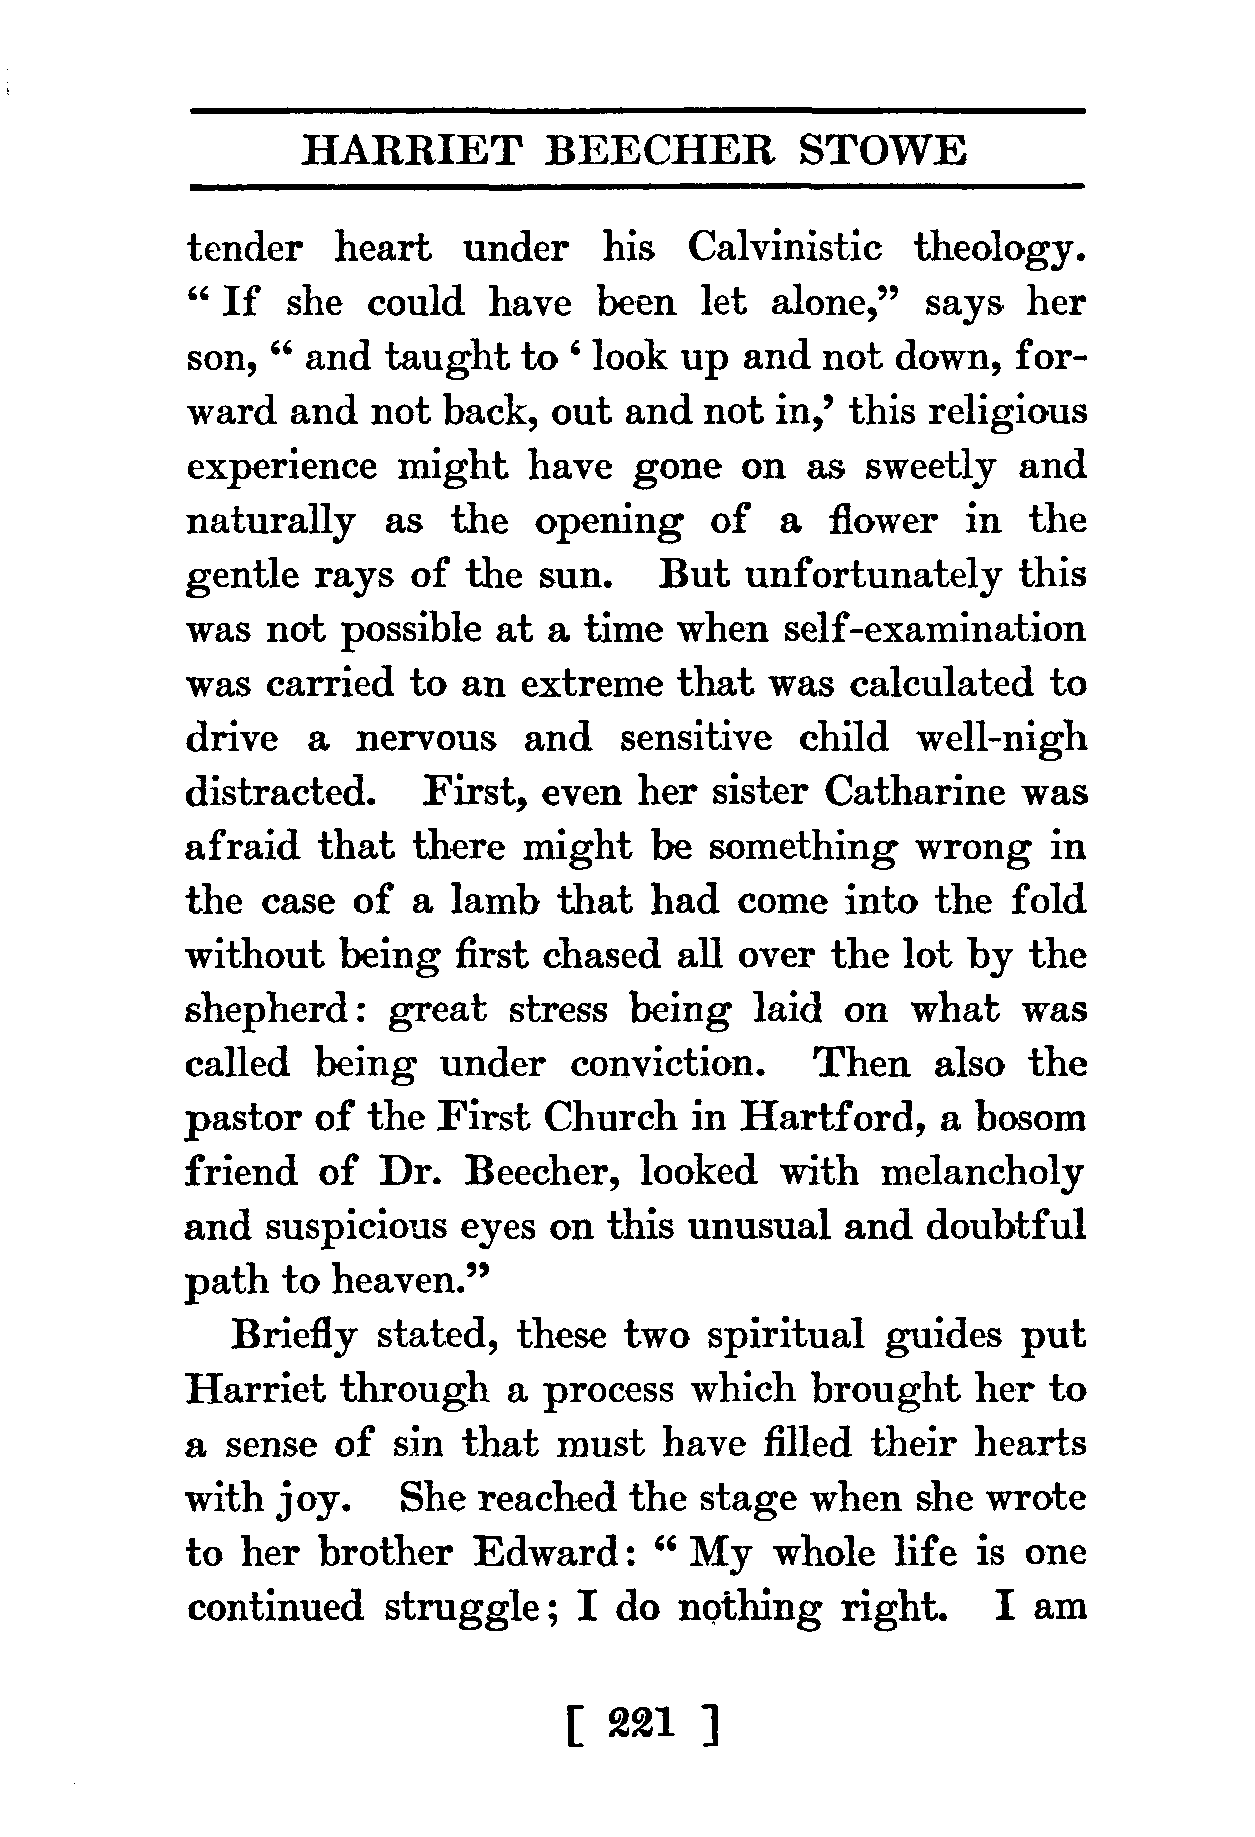 HARRIET BEECHER STOWE
tender heart under his Calvinistic theology.
“ If she could have been let alone,” says her
son, “ and taught to ‘ look up and not down, for-
ward and not back, out and not in,’ this religious
experience might have gone on as sweetly and
naturally as the opening of a flower in the
gentle rays of the sun. But unfortunately this
was not possible at a time when self-examination
was carried to an extreme that was calculated to
drive a nervous and sensitive child well-nigh
distracted. First, even her sister Catharine was
afraid that there might be something wrong in
the case of a lamb that had come into the fold
without being first chased all over the lot by the
shepherd: great stress being laid on what was
called being under conviction. Then also the
pastor of the First Church in Hartford, a bosom
friend of Dr. Beecher, looked with melancholy
and suspicious eyes on this unusual and doubtful
path to heaven.”
Briefly stated, these two spiritual guides put
Harriet through a process which brought her to
a sense of sin that must have filled their hearts
with joy. She reached the stage when she wrote
to her brother Edward: “ My whole life is one
continued struggle; I do nothing right. I am
[ 221 ]